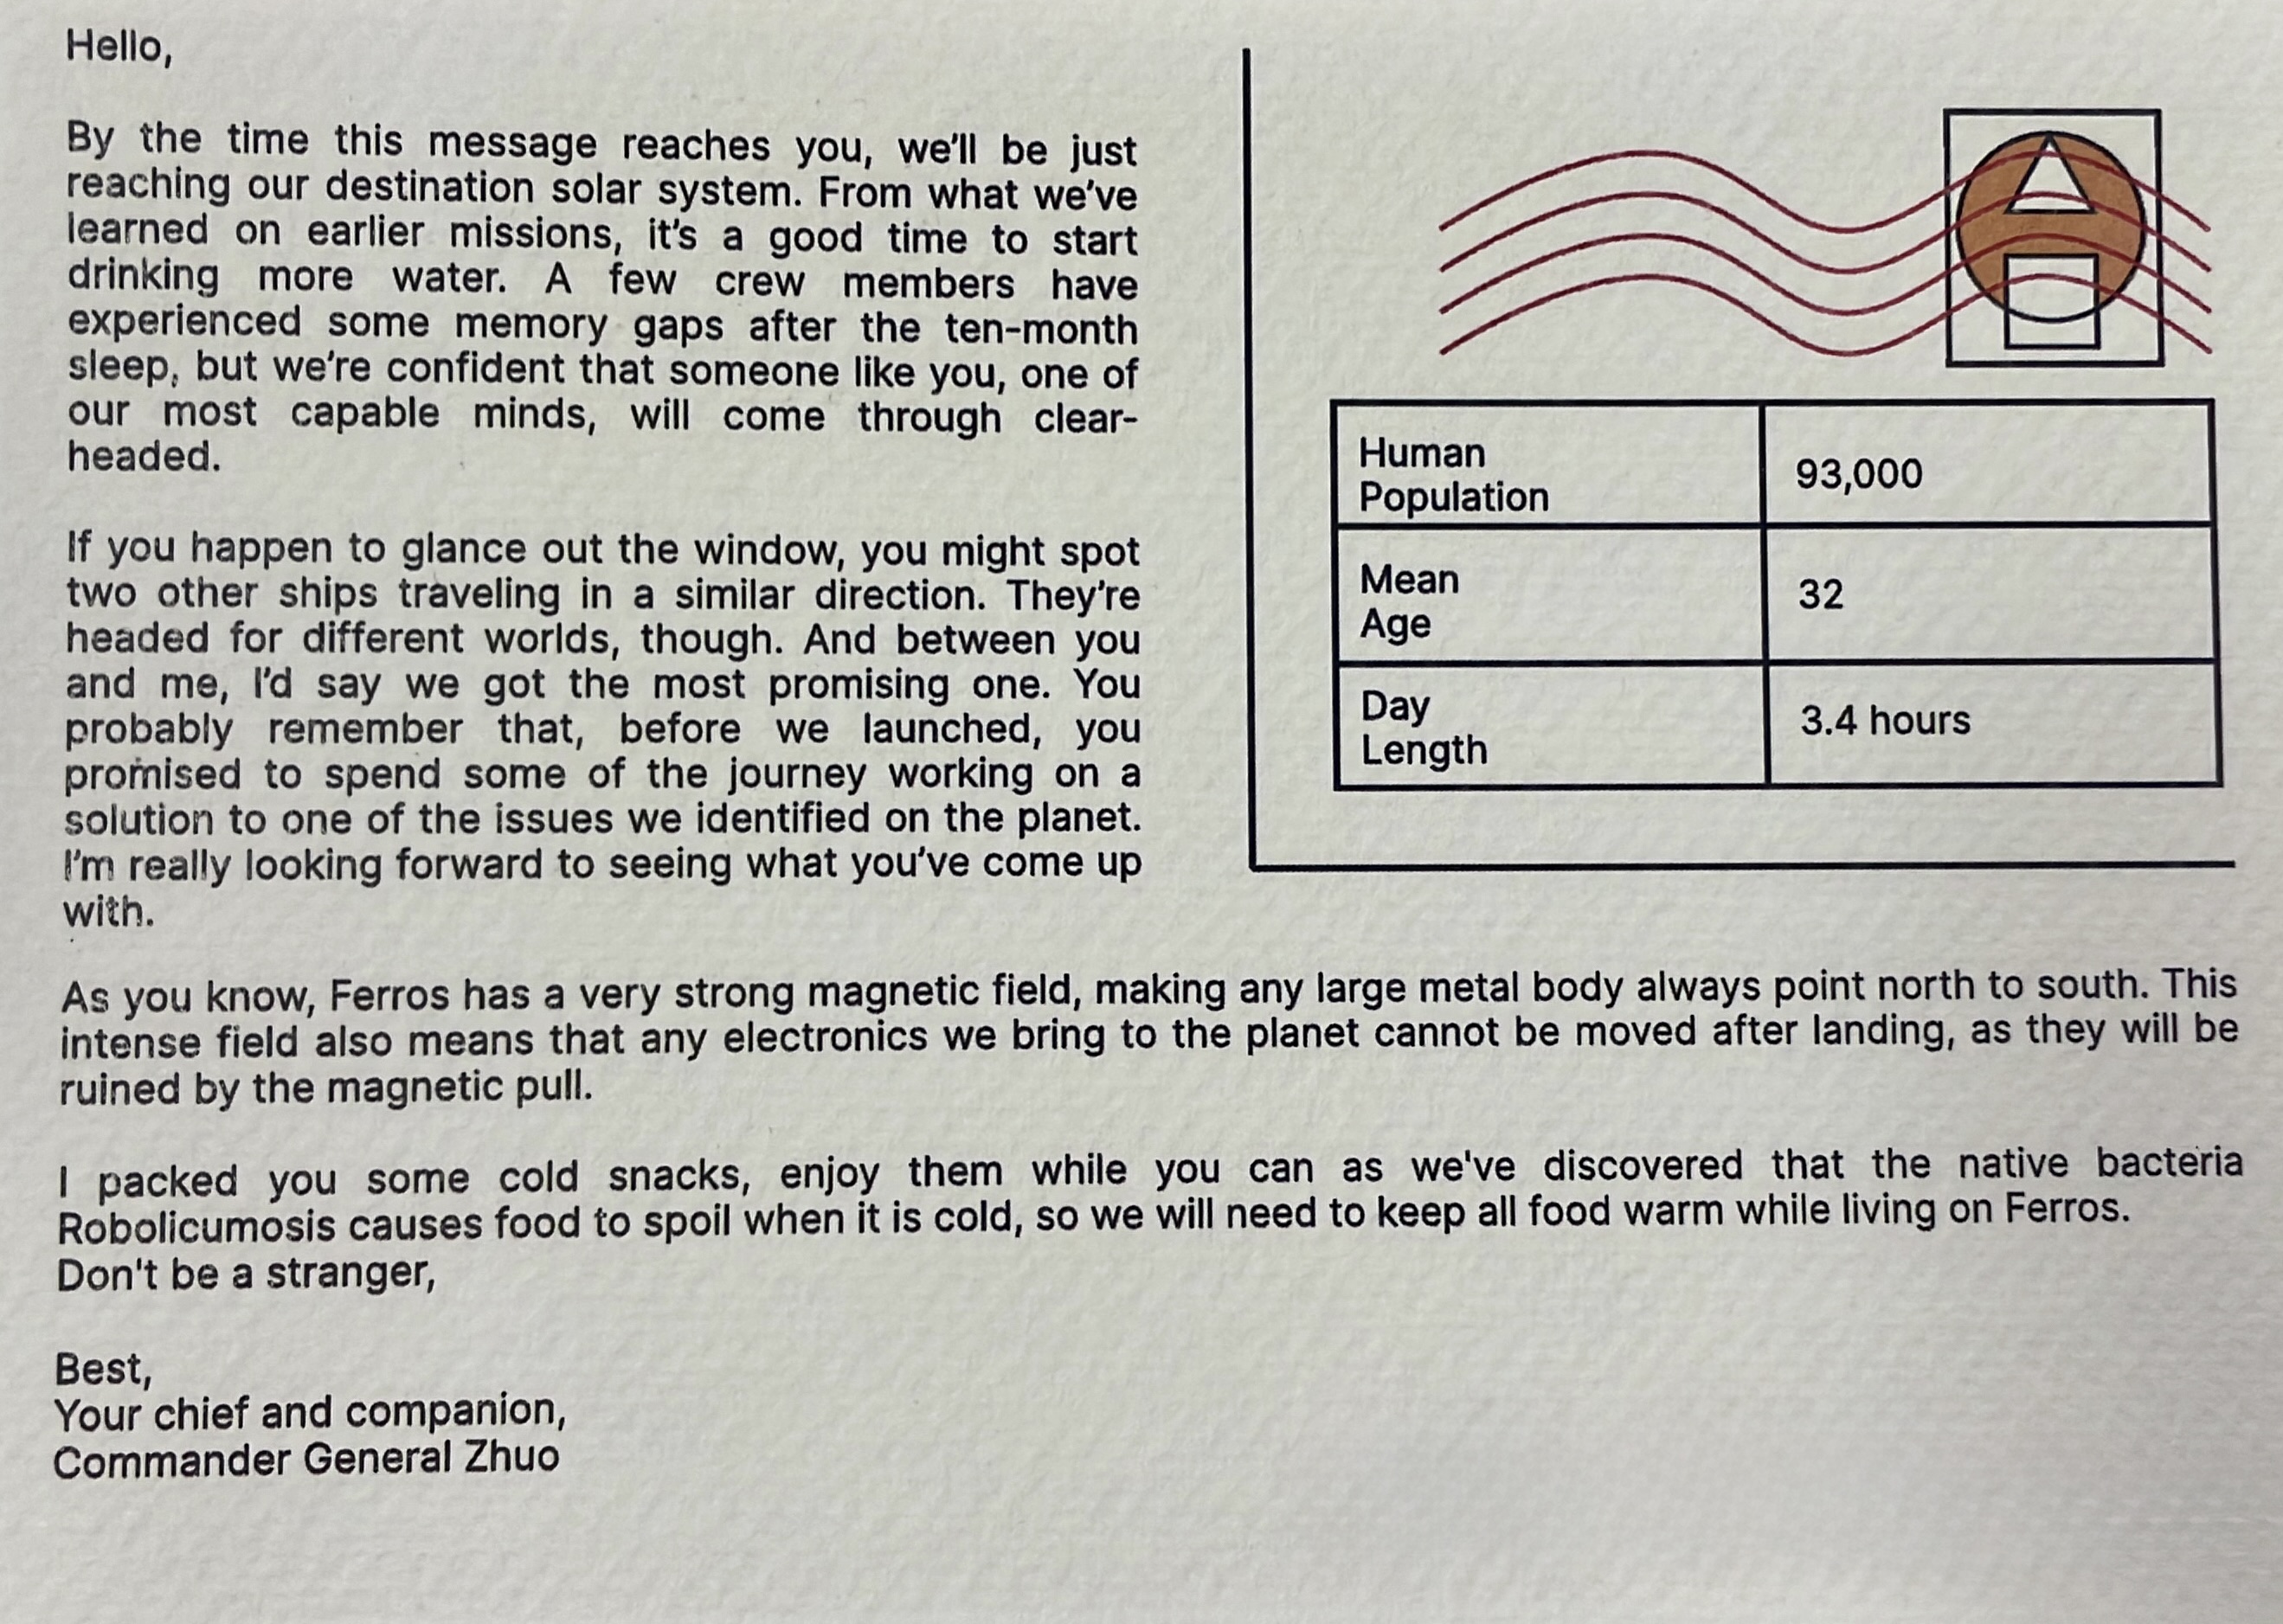 Hello,
By the time this message reaches you, we'll be just
reaching our destination solar system. From what we've
learned on earlier missions, it's a good time to start
drinking more water. A few crew members have
experienced some memory gaps after the ten-month
sleep, but we're confident that someone like you, one of
our most capable minds, will come through clear-
headed.
If you happen to glance out the window, you might spot
two other ships traveling in a similar direction. They're
headed for different worlds, though. And between you
and me, I'd say we got the most promising one. You
probably remember that, before we launched, you
promised to spend some of the journey working on a
solution to one of the issues we identified on the planet.
I'm really looking forward to seeing what you've come up
with.
Human
Population
93,000
Mean
Age
32
Day
Length
3.4 hours
As you know, Ferros has a very strong magnetic field, making any large metal body always point north to south. This
intense field also means that any electronics we bring to the planet cannot be moved after landing, as they will be
ruined by the magnetic pull.
I packed you some cold snacks, enjoy them while you can as we've discovered that the native bacteria
Robolicumosis causes food to spoil when it is cold, so we will need to keep all food warm while living on Ferros.
Don't be a stranger,
Best,
Your chief and companion,
Commander General Zhuo